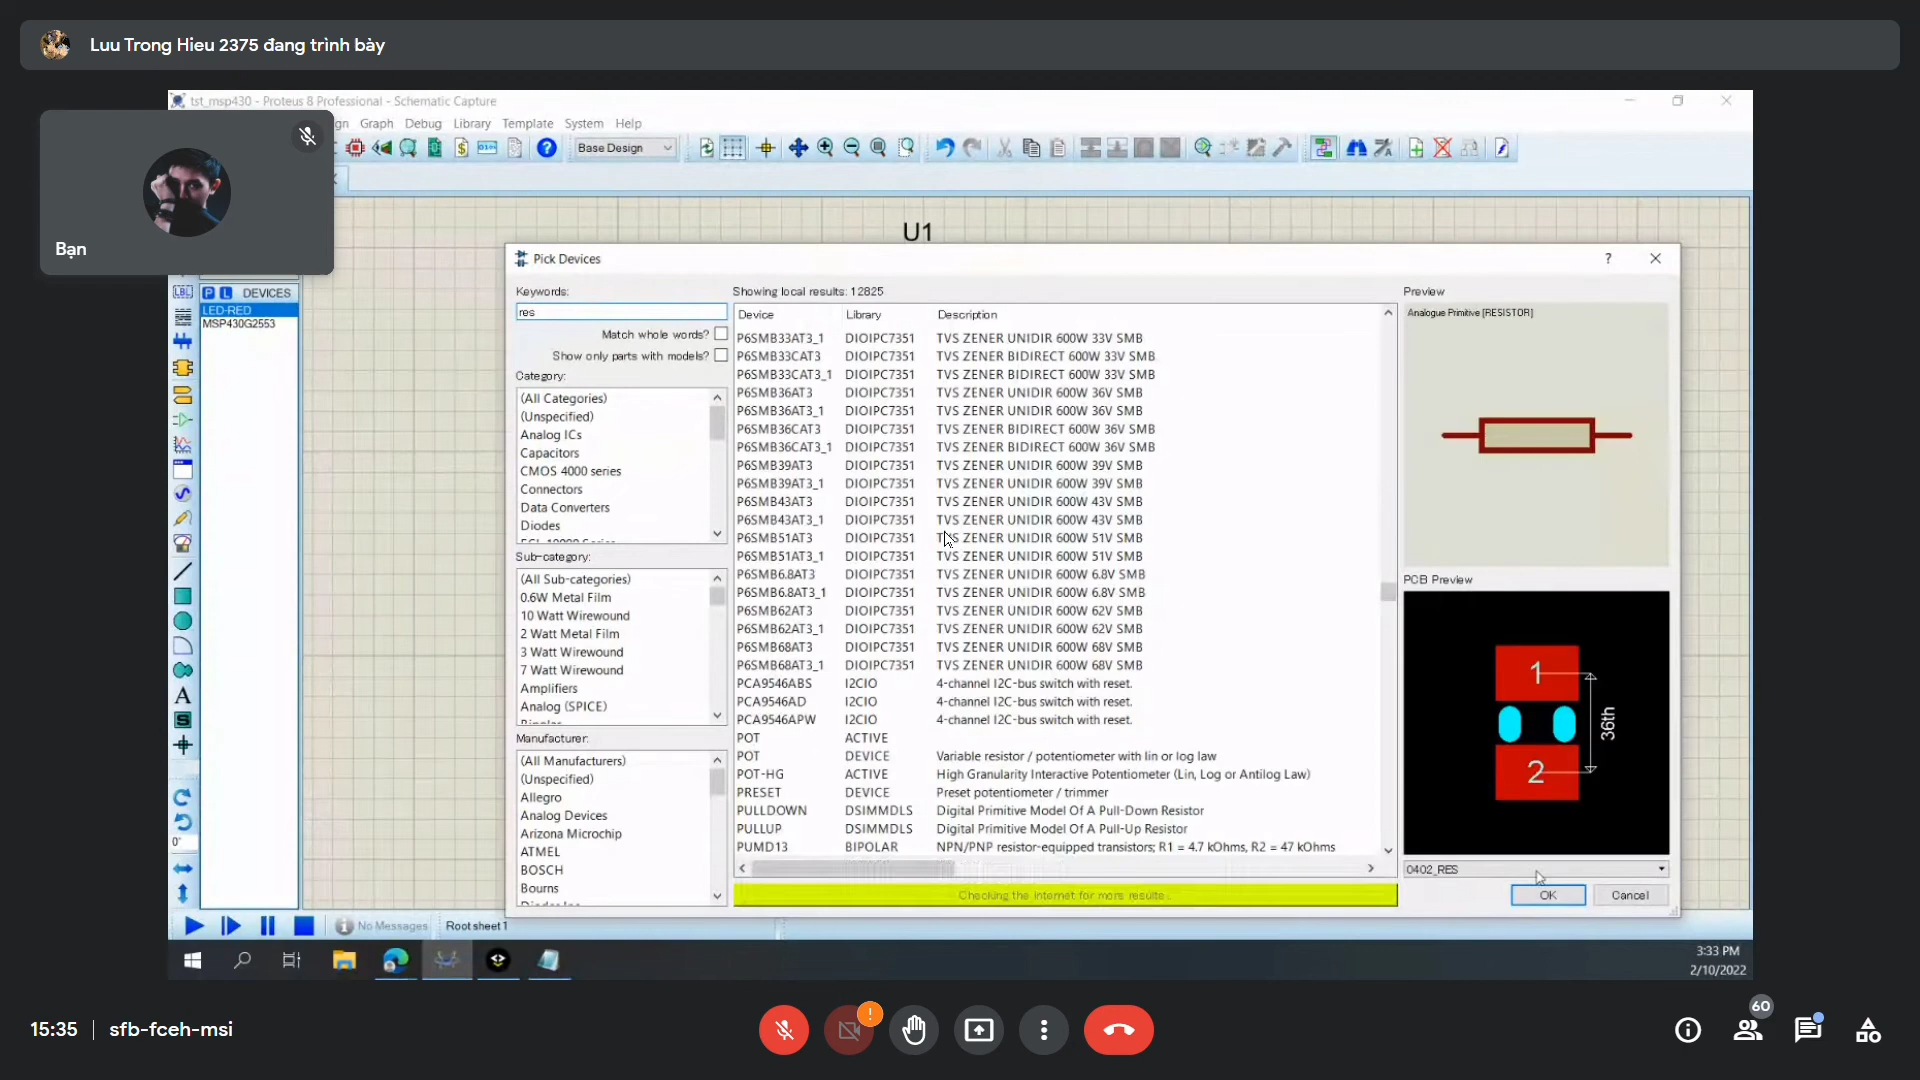 Luu Trong Hieu 2375 đang trình bày
tst_msp430 - Proteus 8 Professional - Schematic Capture
Graph Debug Library Template System Help
Base Design
Bạn
U1
LBL P L DEVICES
LED-RED
MSP430G2553
Pick Devices
?
Keywords:
res
Match whole words?
Show only parts with models?
Category:
(All Categories)
(Unspecified)
Analog ICs
Capacitors
CMOS 4000 series
Connectors
Data Converters
Diodes
Sub-category:
(All Sub-categories)
0.6W Metal Film
10 Watt Wirewound
2 Watt Metal Film
3 Watt Wirewound
7 Watt Wirewound
Amplifiers
Analog (SPICE)
Manufacturer:
(All Manufacturers)
(Unspecified)
Allegro
Analog Devices
Arizona Microchip
ATMEL
BOSCH
Bourns
Showing local results: 12825
Device Library Description
P6SMB33AT3_1 DIOIPC7351 TVS ZENER UNIDIR 600W 33V SMB
P6SMB33CAT3 DIOIPC7351 TVS ZENER BIDIRECT 600W 33V SMB
P6SMB33CAT3_1 DIOIPC7351 TVS ZENER BIDIRECT 600W 33V SMB
P6SMB36AT3 DIOIPC7351 TVS ZENER UNIDIR 600W 36V SMB
P6SMB36AT3_1 DIOIPC7351 TVS ZENER UNIDIR 600W 36V SMB
P6SMB36CAT3 DIOIPC7351 TVS ZENER BIDIRECT 600W 36V SMB
P6SMB36CAT3_1 DIOIPC7351 TVS ZENER BIDIRECT 600W 36V SMB
P6SMB39AT3 DIOIPC7351 TVS ZENER UNIDIR 600W 39V SMB
P6SMB39AT3_1 DIOIPC7351 TVS ZENER UNIDIR 600W 39V SMB
P6SMB43AT3 DIOIPC7351 TVS ZENER UNIDIR 600W 43V SMB
P6SMB43AT3_1 DIOIPC7351 TVS ZENER UNIDIR 600W 43V SMB
P6SMB51AT3 DIOIPC7351 TVS ZENER UNIDIR 600W 51V SMB
P6SMB51AT3_1 DIOIPC7351 TVS ZENER UNIDIR 600W 51V SMB
P6SMB6.8AT3 DIOIPC7351 TVS ZENER UNIDIR 600W 6.8V SMB
P6SMB6.8AT3_1 DIOIPC7351 TVS ZENER UNIDIR 600W 6.8V SMB
P6SMB62AT3 DIOIPC7351 TVS ZENER UNIDIR 600W 62V SMB
P6SMB62AT3_1 DIOIPC7351 TVS ZENER UNIDIR 600W 62V SMB
P6SMB68AT3 DIOIPC7351 TVS ZENER UNIDIR 600W 68V SMB
P6SMB68AT3_1 DIOIPC7351 TVS ZENER UNIDIR 600W 68V SMB
PCA9546ABS I2CIO 4-channel I2C-bus switch with reset.
PCA9546AD I2CIO 4-channel I2C-bus switch with reset.
PCA9546APW I2CIO 4-channel I2C-bus switch with reset.
POT ACTIVE
POT DEVICE Variable resistor / potentiometer with lin or log law
POT-HG ACTIVE High Granularity Interactive Potentiometer (Lin, Log or Antilog Law)
PRESET DEVICE Preset potentiometer / trimmer
PULLDOWN DSIMMDLS Digital Primitive Model Of A Pull-Down Resistor
PULLUP DSIMMDLS Digital Primitive Model Of A Pull-Up Resistor
PUMD13 BIPOLAR NPN/PNP resistor-equipped transistors; R1 = 4.7 kOhms, R2 = 47 kOhms
Checking the internet for more results
Preview
Analogue Primitive [RESISTOR]
PCB Preview
1
36th
2
0402_RES
OK Cancel
A
S
0°
No Messages Root sheet 1
3:33 PM
2/10/2022
15:35 sfb-fceh-msi
!
60